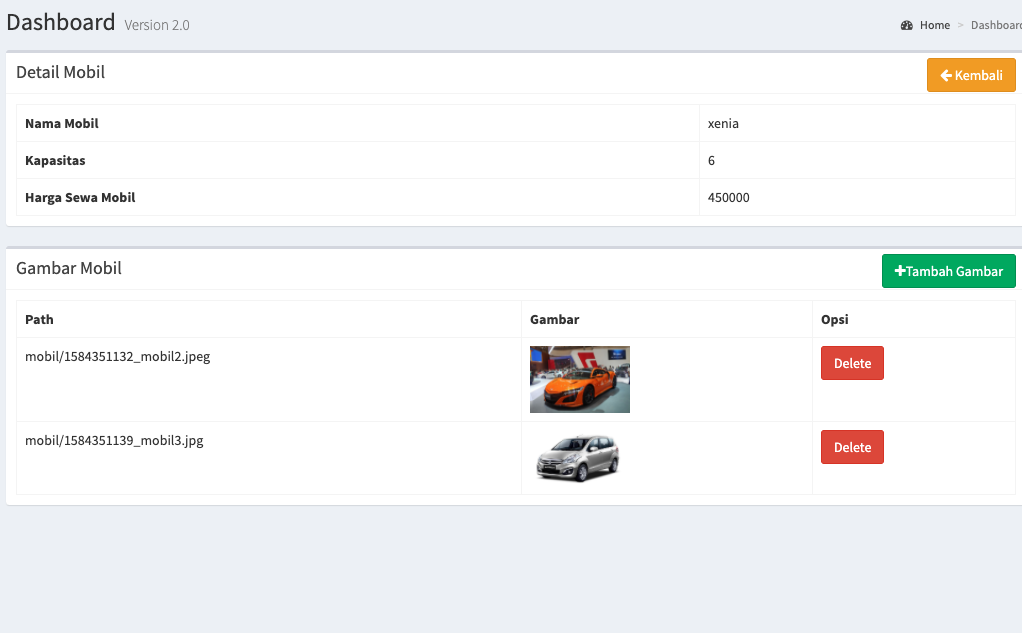 Dashboard Version 2.0
Home > Dashboard
Detail Mobil
Kembali
Nama Mobil xenia
Kapasitas 6
Harga Sewa Mobil 450000
Gambar Mobil
Tambah Gambar
Path Gambar Opsi
mobil/1584351132_mobil2.jpeg Delete
mobil/1584351139_mobil3.jpg Delete